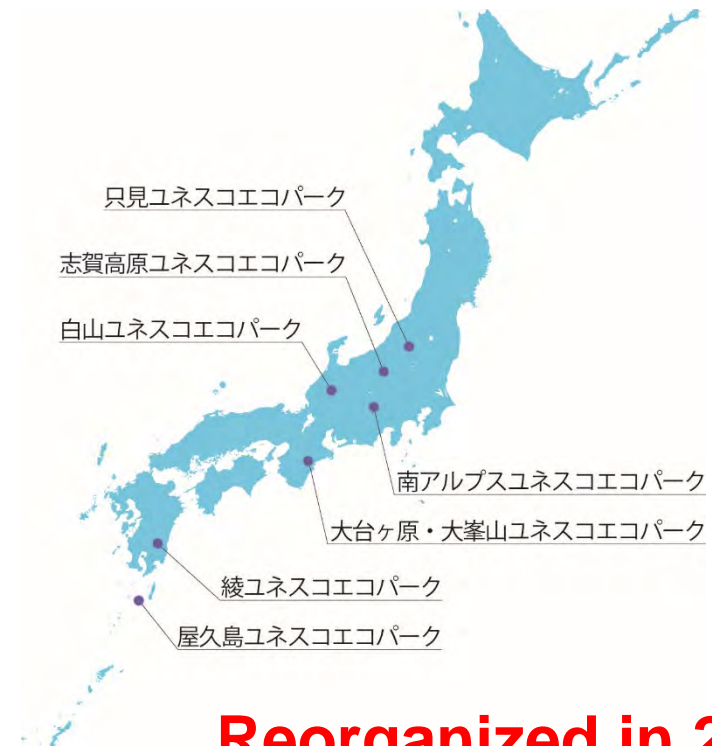 只見ユネスコエコパーク
志賀高原ユネスコエコパーク
白山ユネスコエコパーク
南アルプスユネスコエコパーク
大台ヶ原・大峯山ユネスコエコパーク
綾ユネスコエコパーク
屋久島ユネスコエコパーク
Reorganized in 2